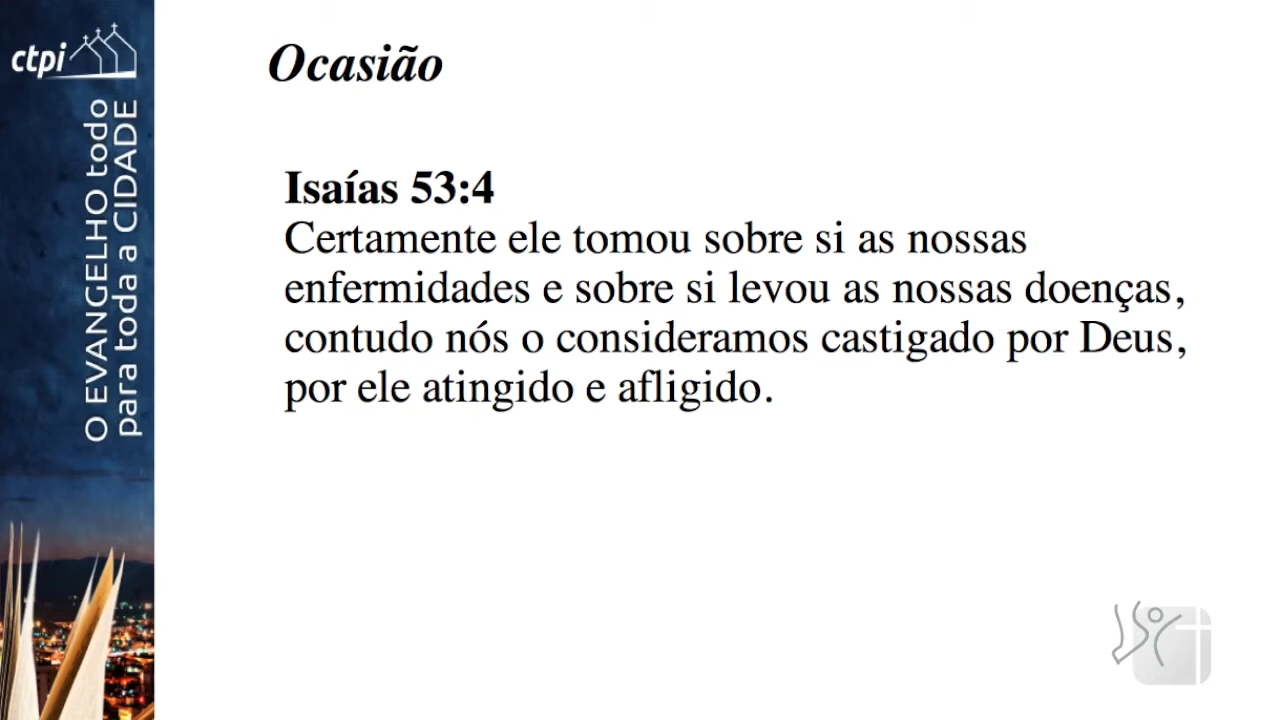 ctpi
O EVANGELHO todo
para toda a CIDADE
Ocasião
Isaías 53:4
Certamente ele tomou sobre si as nossas
enfermidades e sobre si levou as nossas doenças,
contudo nós o consideramos castigado por Deus,
por ele atingido e afligido.